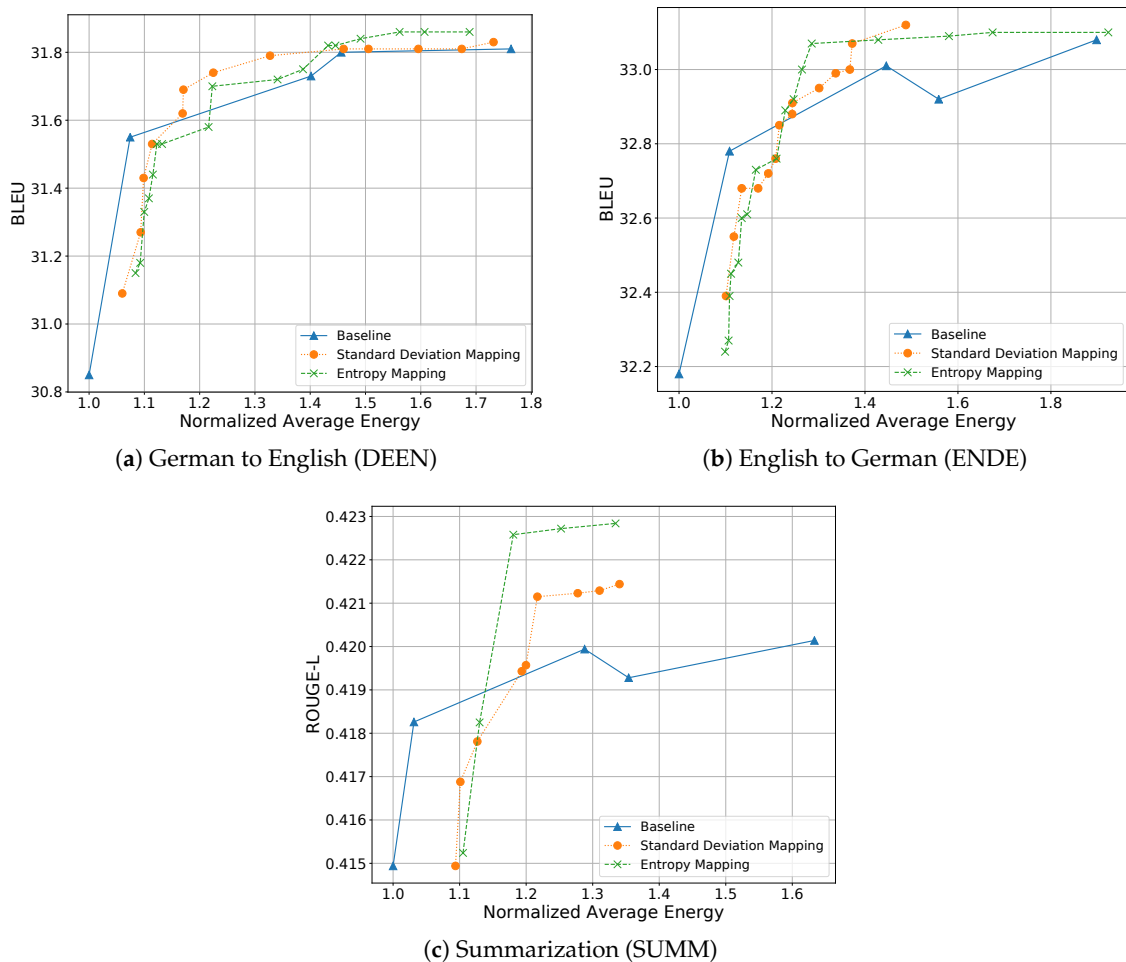 31.8
31.6
31.4
31.2
31.0
30.8
BLEU
1.0 1.1 1.2 1.3 1.4 1.5 1.6 1.7 1.8
Normalized Average Energy
Baseline
Standard Deviation Mapping
Entropy Mapping
(a) German to English (DEEN)
33.0
32.8
32.6
32.4
32.2
BLEU
1.0 1.2 1.4 1.6 1.8
Normalized Average Energy
Baseline
Standard Deviation Mapping
Entropy Mapping
(b) English to German (ENDE)
0.423
0.422
0.421
0.420
0.419
0.418
0.417
0.416
0.415
ROUGE-L
1.0 1.1 1.2 1.3 1.4 1.5 1.6
Normalized Average Energy
Baseline
Standard Deviation Mapping
Entropy Mapping
(c) Summarization (SUMM)